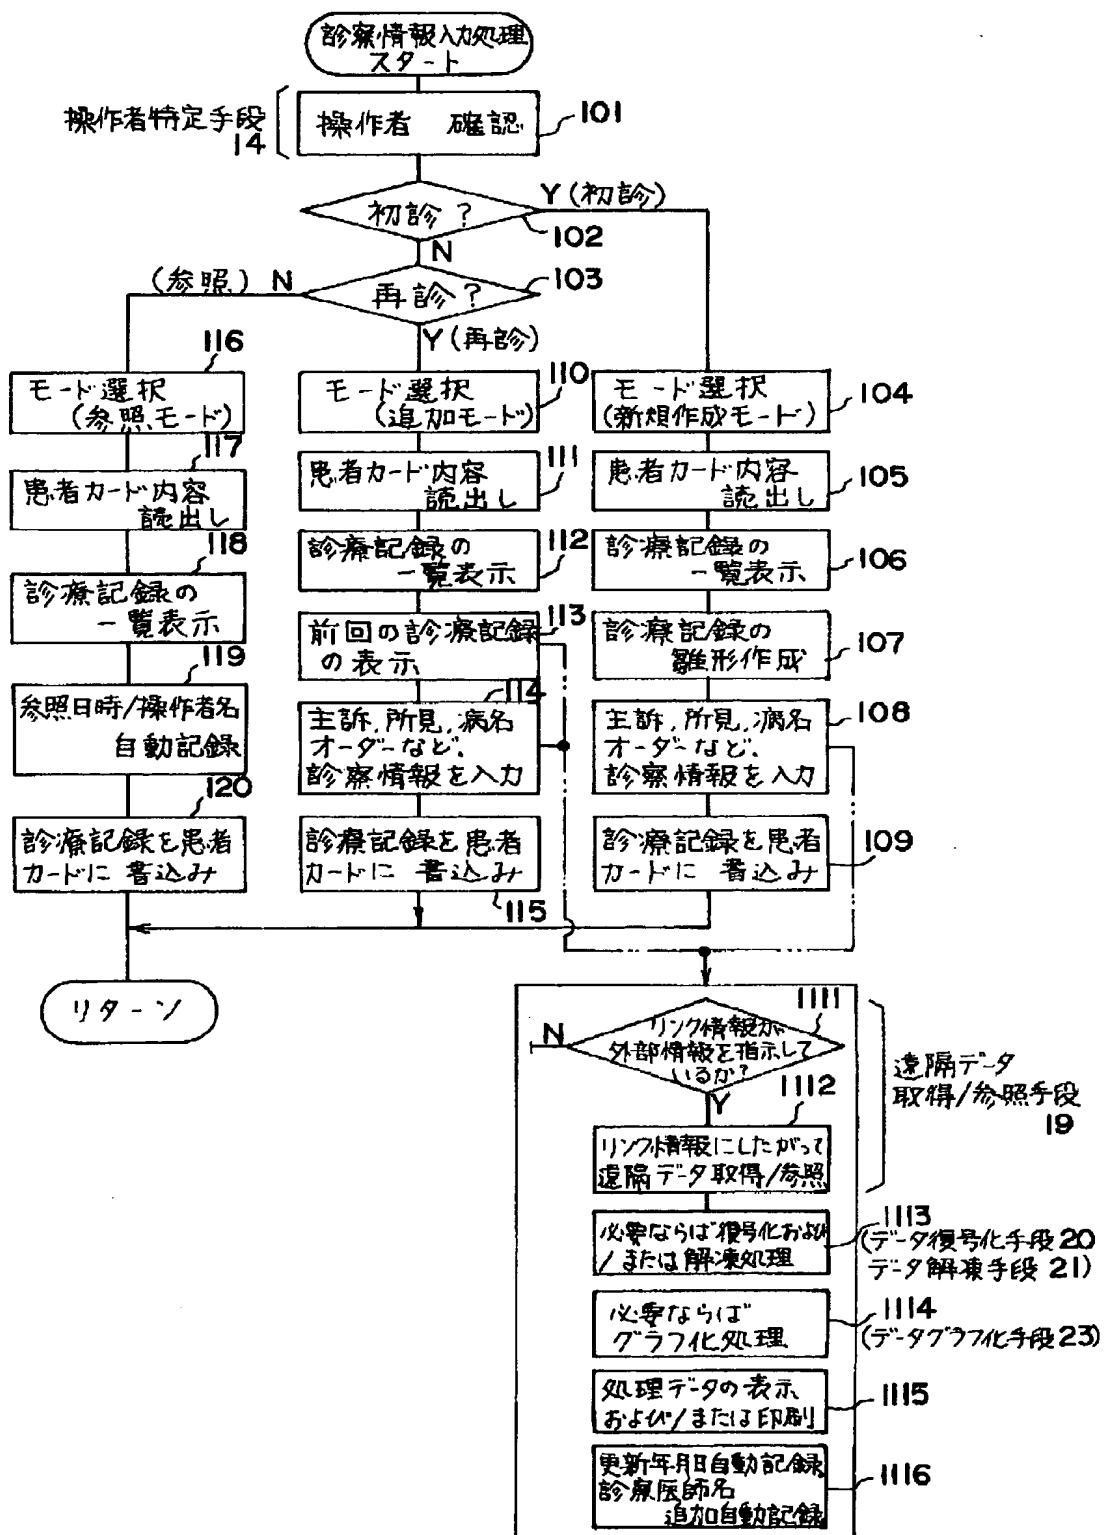 診察情報入力処理
スタート
操作者特定手段
14
操作者 確認
101
初診?
102
Y(初診)
N
再診?
103
(参照) N
Y(再診)
116
モード選択
(参照モード)
117
患者カード内容
読出し
118
診療記録の
一覧表示
119
参照日時/操作者名
自動記録
120
診療記録を患者
カードに書込み
リターン
110
モード選択
(追加モード)
111
患者カード内容
読出し
112
診療記録の
一覧表示
113
前回の診療記録
の表示
114
主訴,所見,病名
オーダーなど.
診察情報を入力
診療記録を患者
カードに書込み
115
モード選択
(新規作成モード)
104
患者カード内容
読出し
105
診療記録の
一覧表示
106
診療記録の
雛形作成
107
主訴,所見,病名
オーダーなど.
診察情報を入力
108
診療記録を患者
カードに書込み
109
1111
N
リンク情報が
外部情報を指示して
いるか?
Y
1112
リンク情報にしたがって
遠隔データ取得/参照
遠隔データ
取得/参照手段
19
必要ならば復号化および
/または解凍処理
1113
(データ復号化手段20
データ解凍手段21)
必要ならば
グラフ化処理
1114
(データグラフ化手段23)
処理データの表示
および/または印刷
1115
更新年月日自動記録
診療医師名
追加自動記録
1116